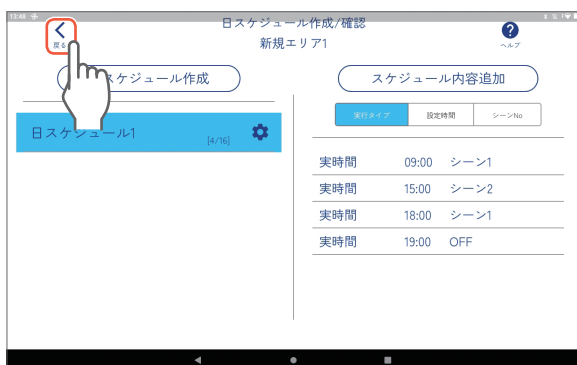 13:48
日スケジュール作成/確認
新規エリア1
戻る
ヘルプ
スケジュール作成
スケジュール内容追加
実行タイプ
設定時間
シーンNo
日スケジュール1
[4/16]
実時間 09:00 シーン1
実時間 15:00 シーン2
実時間 18:00 シーン1
実時間 19:00 OFF